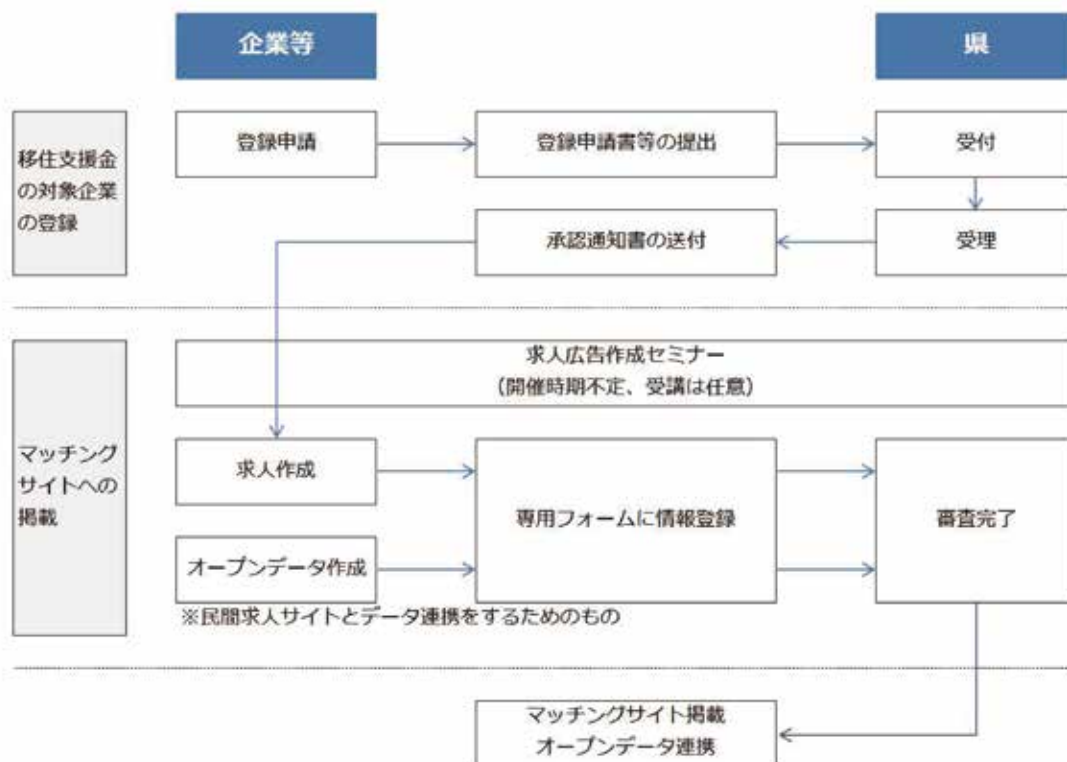 企業等
県
移住支援金
の対象企業
の登録
登録申請
登録申請書等の提出
受付
承認通知書の送付
受理
マッチング
サイトへの
掲載
求人広告作成セミナー
（開催時期不定、受講は任意）
求人作成
専用フォームに情報登録
審査完了
オープンデータ作成
※民間求人サイトとデータ連携をするためのもの
マッチングサイト掲載
オープンデータ連携